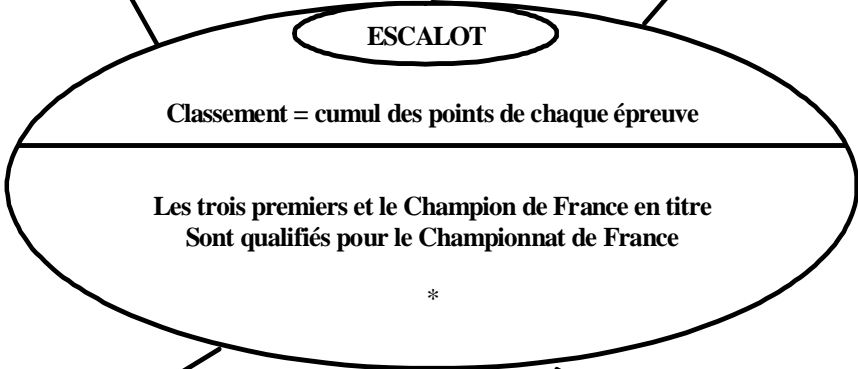 ESCALOT
Classement = cumul des points de chaque épreuve
Les trois premiers et le Champion de France en titre
Sont qualifiés pour le Championnat de France
*